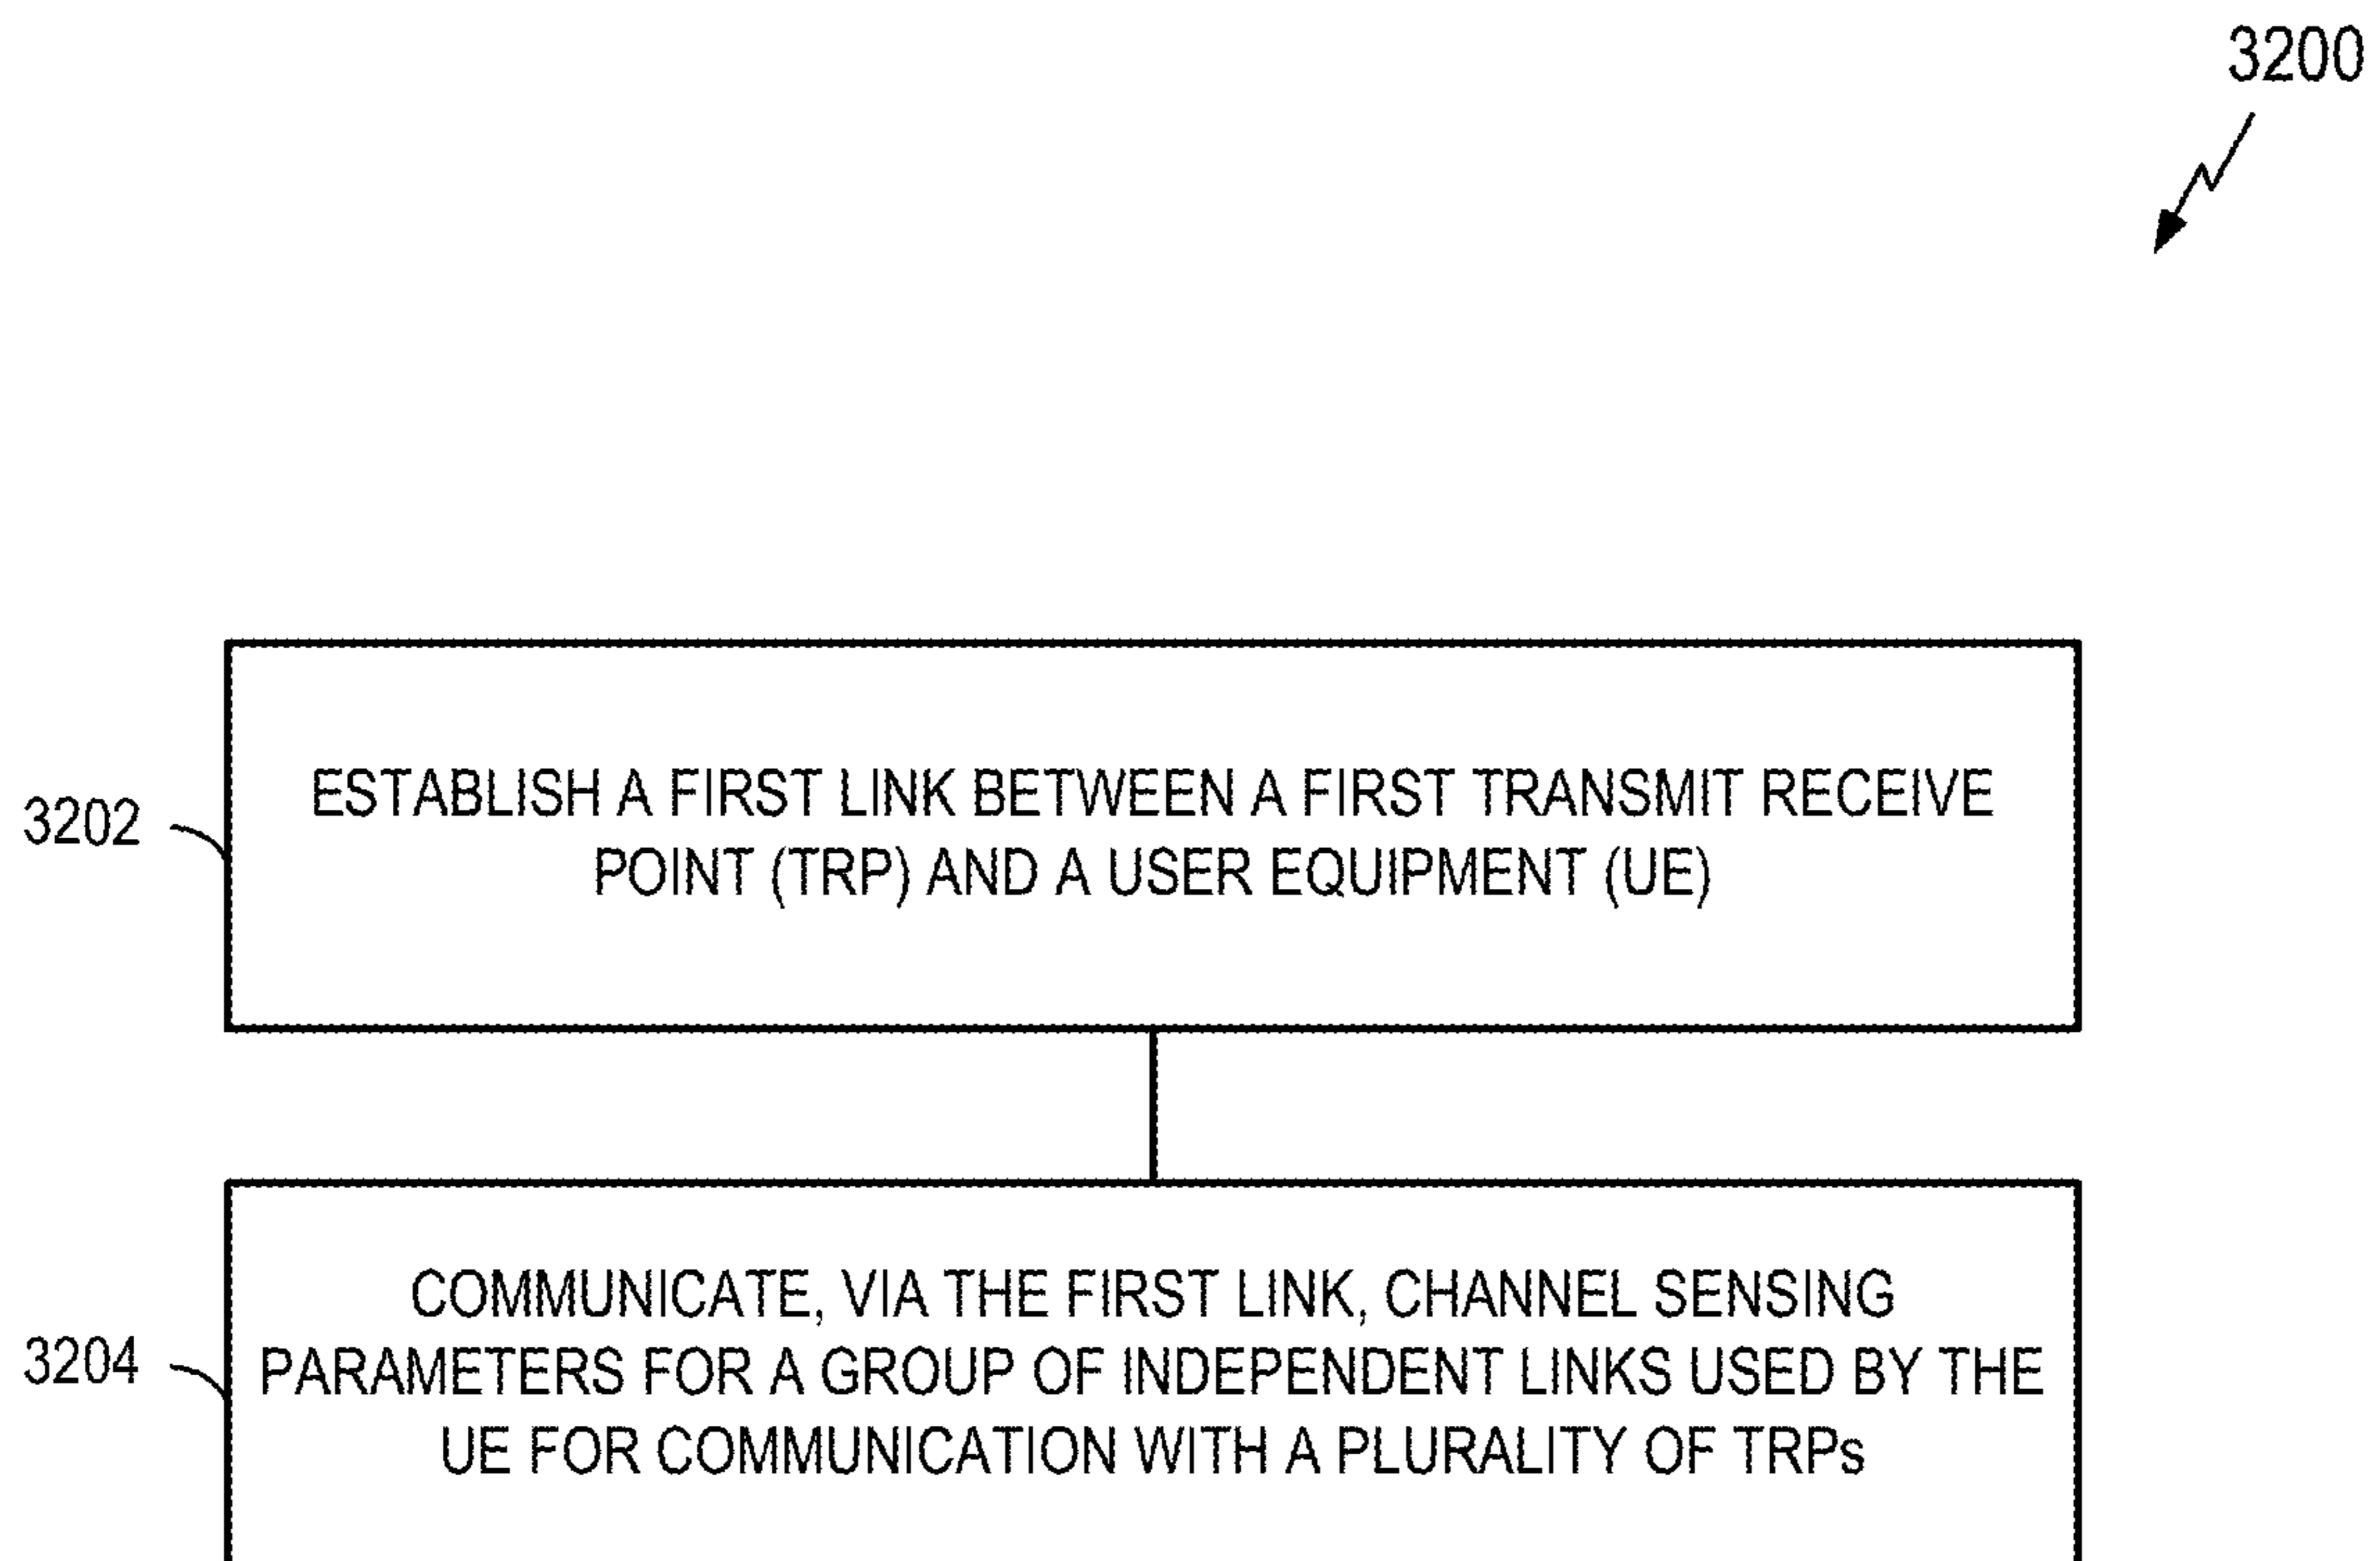 3200
3202
ESTABLISH A FIRST LINK BETWEEN A FIRST TRANSMIT RECEIVE
POINT (TRP) AND A USER EQUIPMENT (UE)
3204
COMMUNICATE, VIA THE FIRST LINK, CHANNEL SENSING
PARAMETERS FOR A GROUP OF INDEPENDENT LINKS USED BY THE
UE FOR COMMUNICATION WITH A PLURALITY OF TRPs